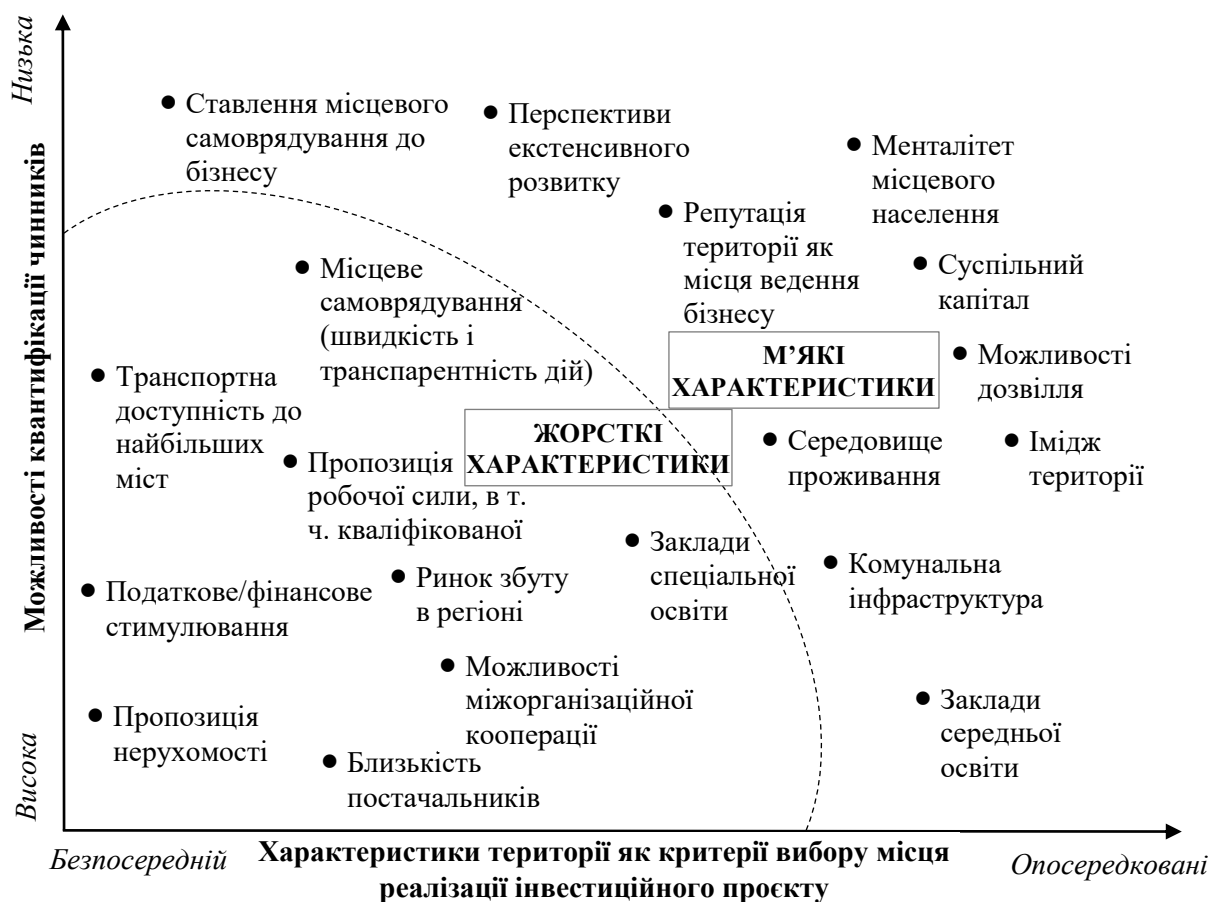 Низька
Можливості квантифікації чинників
Висока
Ставлення місцевого
самоврядування до
бізнесу
Перспективи
екстенсивного
розвитку
Менталітет
місцевого
населення
Репутація
території як
місця ведення
бізнесу
Суспільний
капітал
Місцеве
самоврядування
(швидкість і
транспарентність дій)
М’ЯКІ
ХАРАКТЕРИСТИКИ
Можливості
дозвілля
Транспортна
доступність до
найбільших
міст
ЖОРСТКІ
ХАРАКТЕРИСТИКИ
Середовище
проживання
Імідж
території
Пропозиція
робочої сили, в т.
ч. кваліфікованої
Заклади
спеціальної
освіти
Комунальна
інфраструктура
Податкове/фінансове
стимулювання
Ринок збуту
в регіоні
Можливості
міжорганізаційної
кооперації
Заклади
середньої
освіти
Пропозиція
нерухомості
Близькість
постачальників
Безпосередній
Характеристики території як критерії вибору місця
реалізації інвестиційного проєкту
Опосередковані